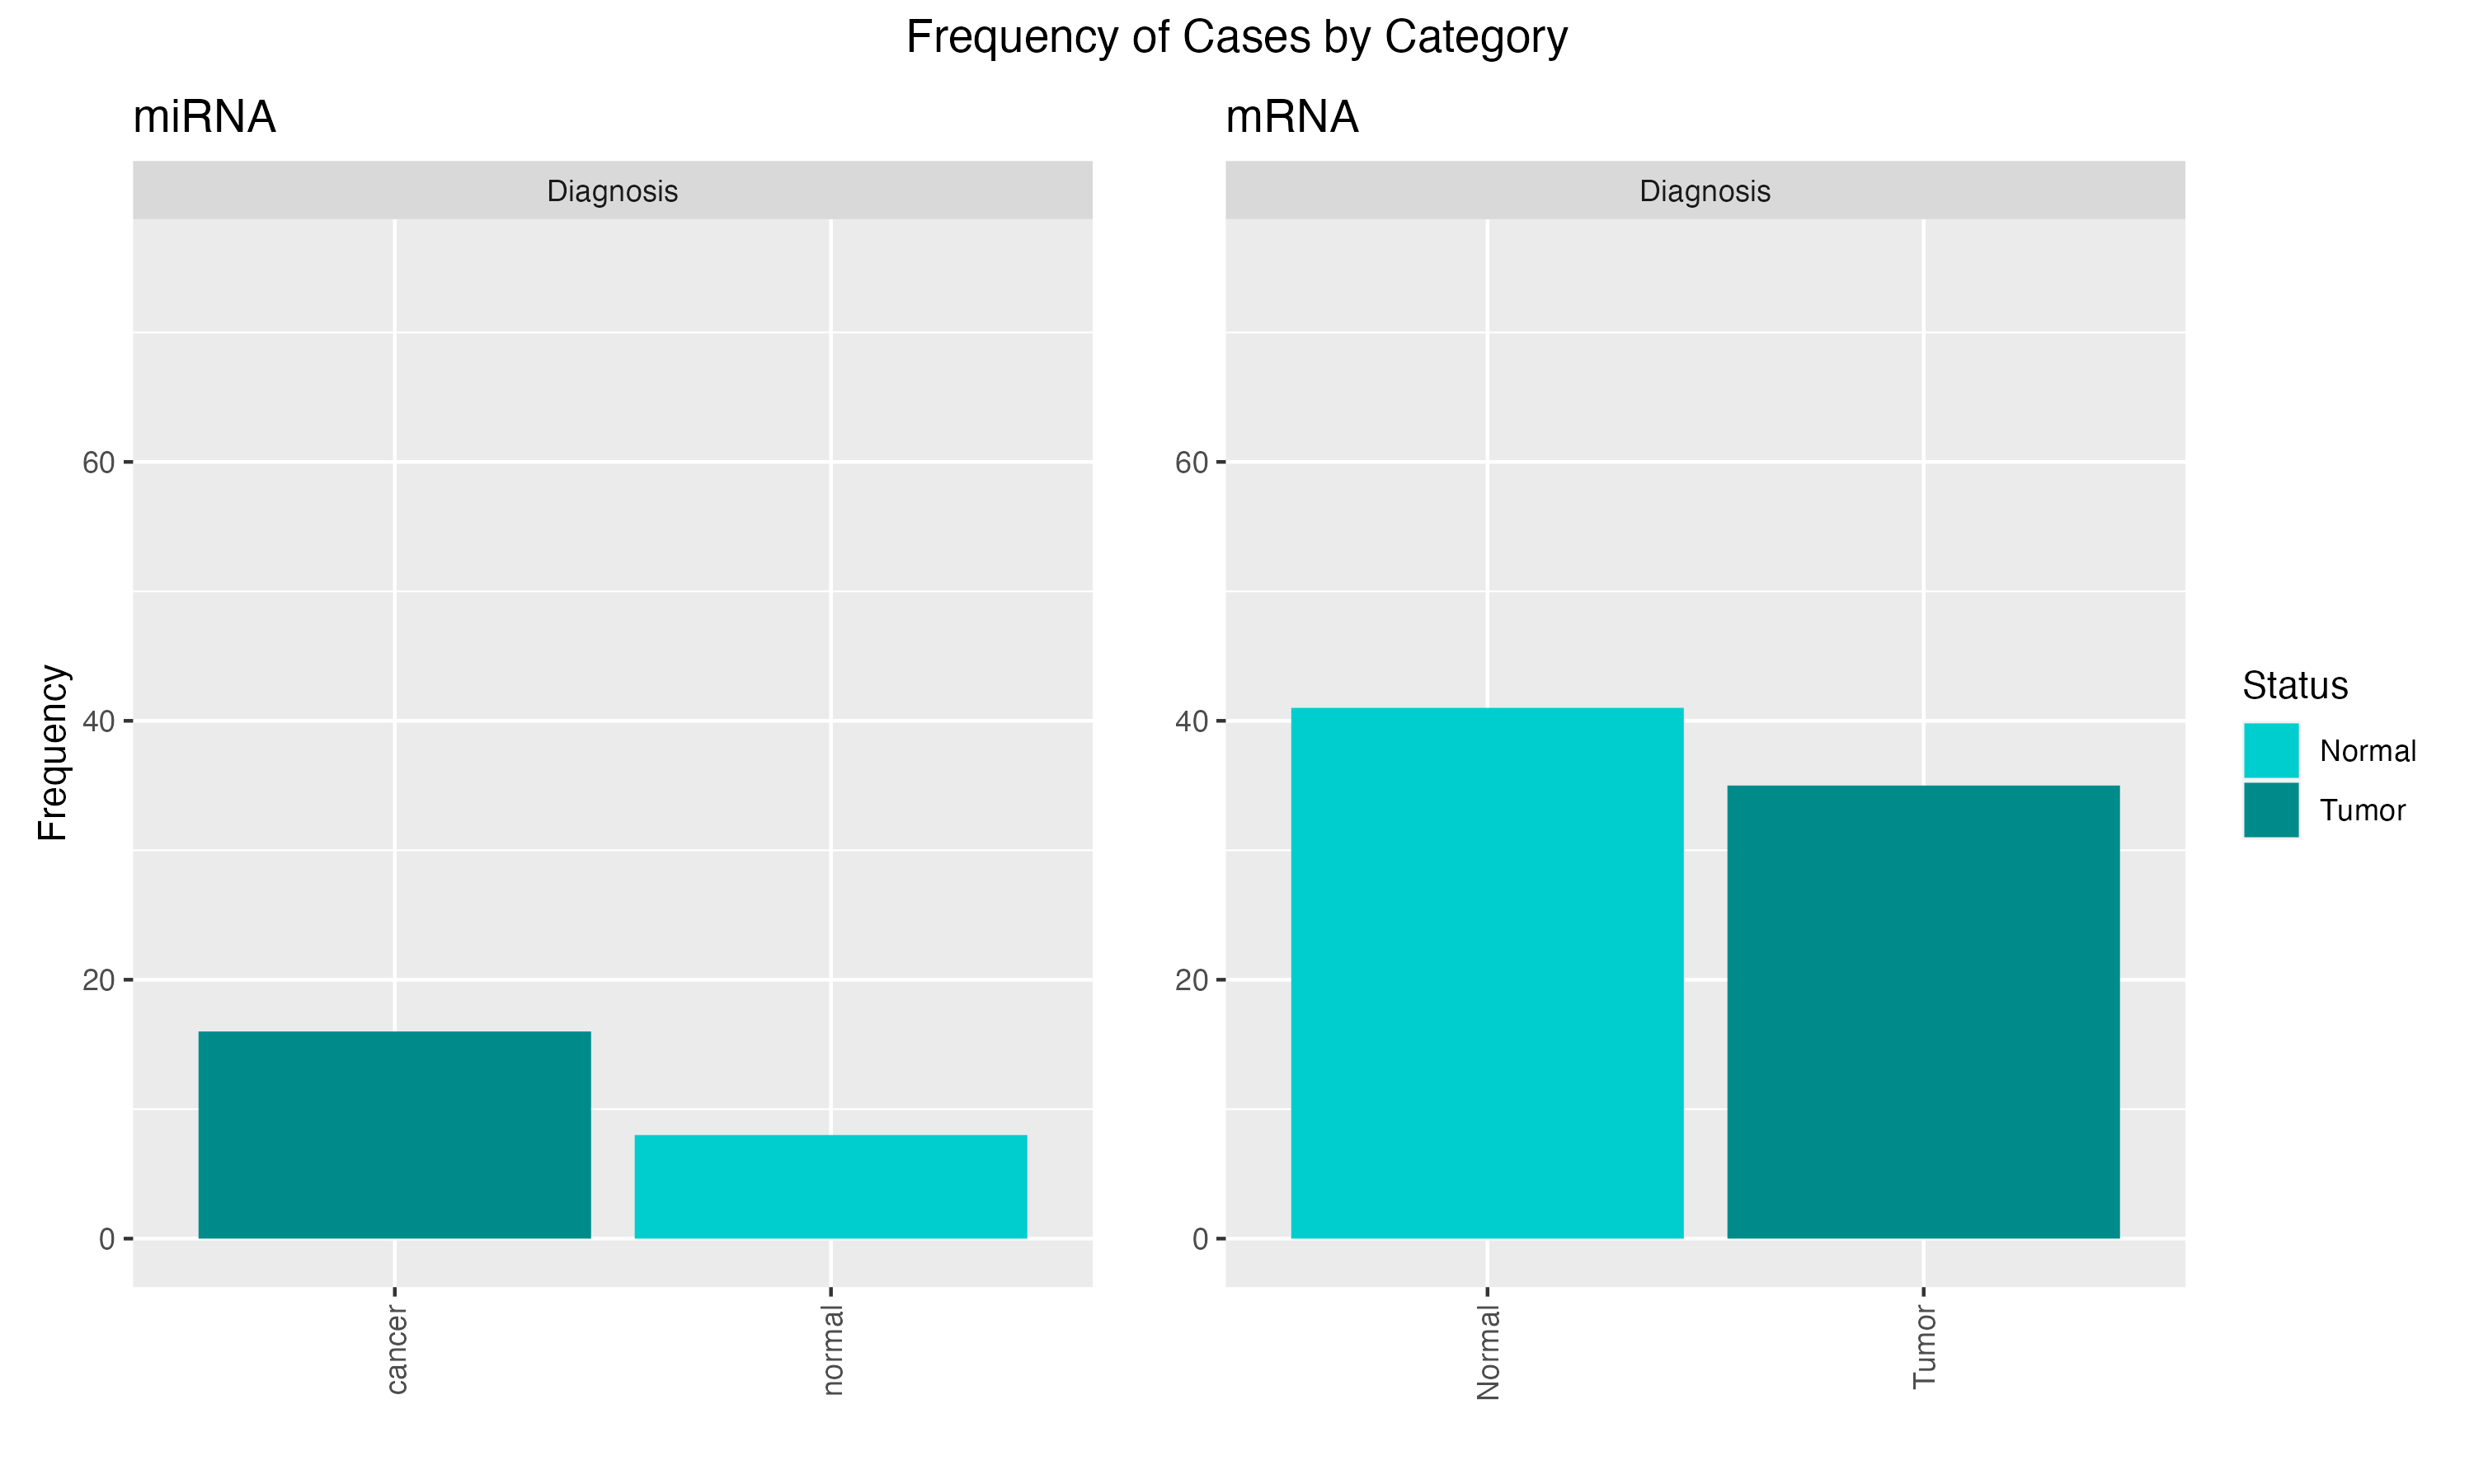 Frequency of Cases by Category
miRNA
Diagnosis
Frequency
60
40
20
0
cancer
normal
mRNA
Diagnosis
60
40
20
0
Normal
Tumor
Status
Normal
Tumor